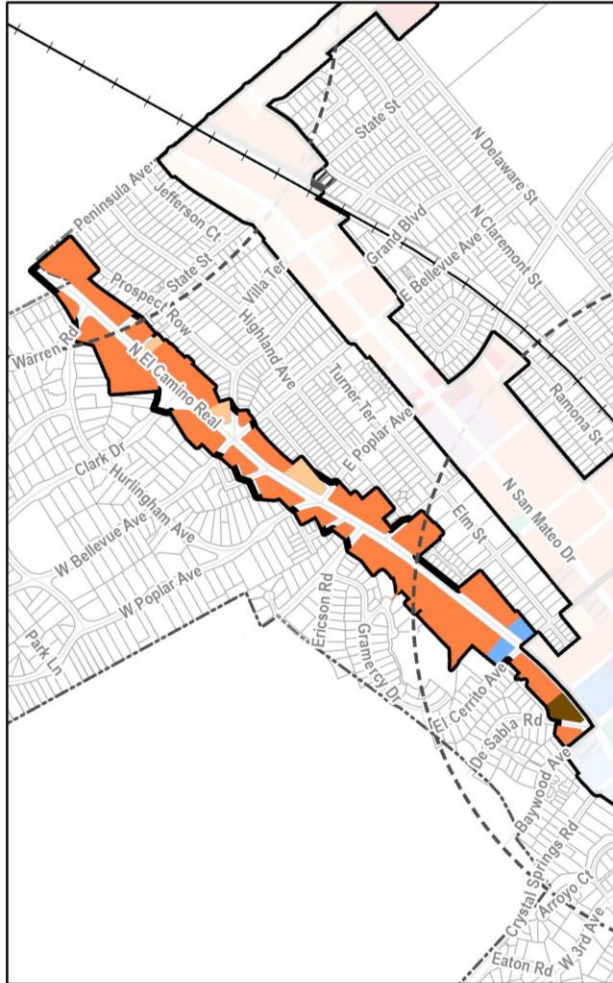 State St
N Delaware St
Peninsula Ave
Jefferson Ct
N Claremont St
Grand Blvd
E Bellevue Ave
State St
Villa Ter
Prospect Row
Highland Ave
Warren Rd
N El Camino Real
Turner Ter
Ramona St
E Poplar Ave
Clark Dr
Hurlingham Ave
N San Mateo Dr
W Bellevue Ave
Elm St
W Poplar Ave
Ericson Rd
Park Ln
Gramercy Dr
El Cerrito Ave
De Sabla Rd
Baywood Ave
Crystal Springs Rd
Arroyo Ct
W 3rd Ave
Eaton Rd